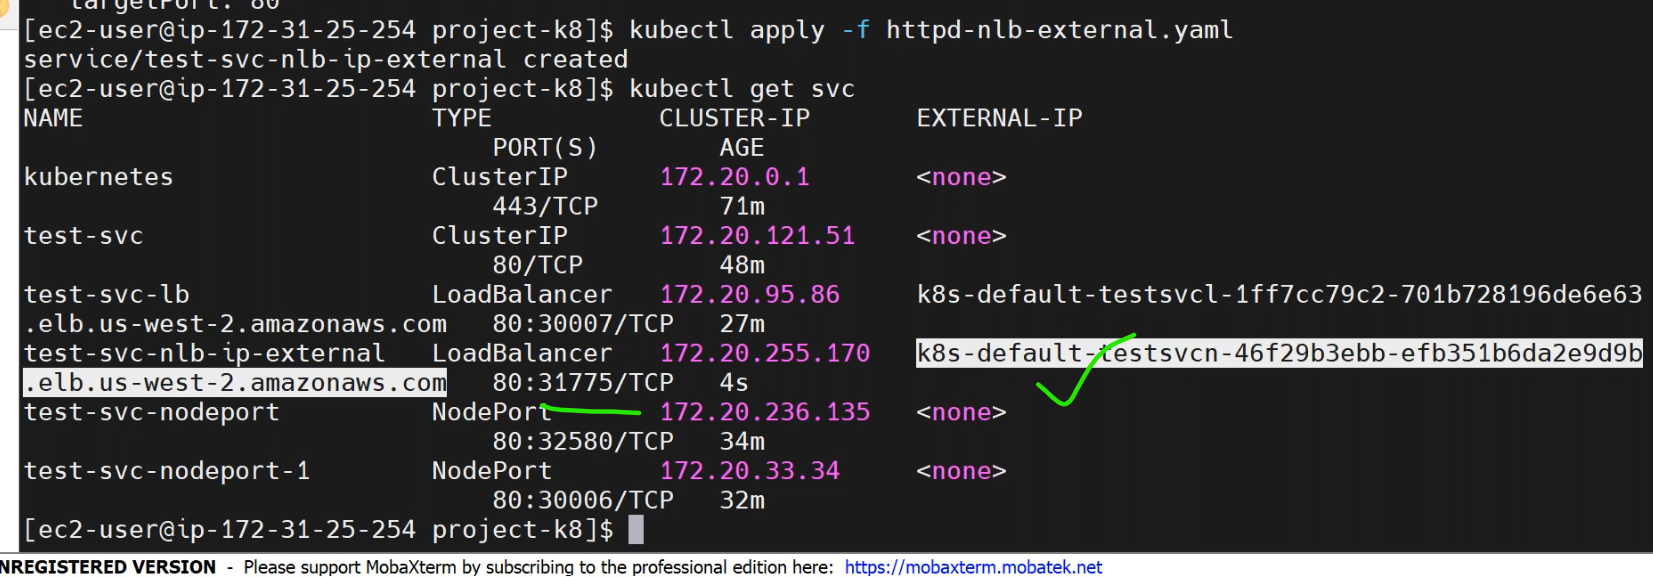 targetPort: 80
[ec2-user@ip-172-31-25-254 project-k8]$ kubectl apply -f httpd-nlb-external.yaml
service/test-svc-nlb-ip-external created
[ec2-user@ip-172-31-25-254 project-k8]$ kubectl get svc
NAME TYPE CLUSTER-IP EXTERNAL-IP
PORT(S) AGE
kubernetes ClusterIP 172.20.0.1 <none>
443/TCP 71m
test-svc ClusterIP 172.20.121.51 <none>
80/TCP 48m
test-svc-lb LoadBalancer 172.20.95.86 k8s-default-testsvcl-1ff7cc79c2-701b728196de6e63
.elb.us-west-2.amazonaws.com 80:30007/TCP 27m
test-svc-nlb-ip-external LoadBalancer 172.20.255.170 k8s-default-testsvcn-46f29b3ebb-efb351b6da2e9d9b
.elb.us-west-2.amazonaws.com 80:31775/TCP 4s
test-svc-nodeport NodePort 172.20.236.135 <none>
80:32580/TCP 34m
test-svc-nodeport-1 NodePort 172.20.33.34 <none>
80:30006/TCP 32m
[ec2-user@ip-172-31-25-254 project-k8]$
NREGISTERED VERSION - Please support MobaXterm by subscribing to the professional edition here: https://mobaxterm.mobatek.net